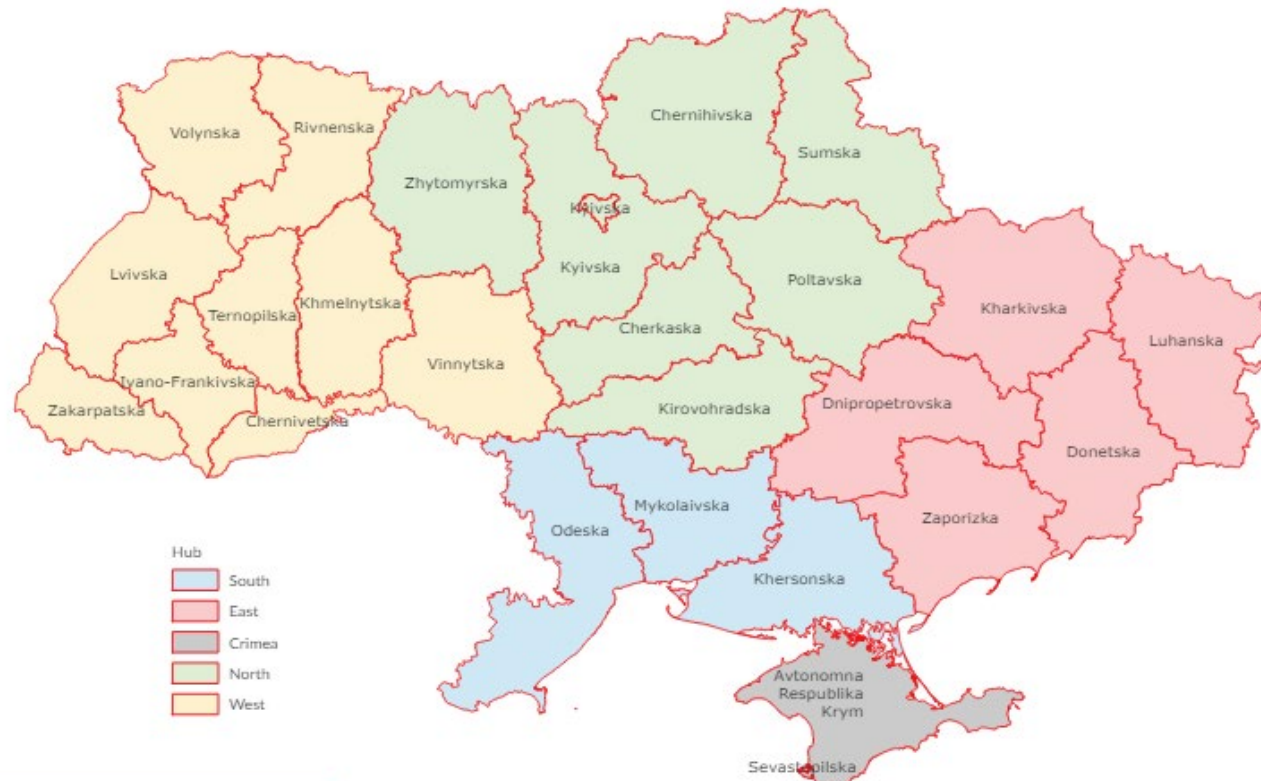 Chernihivska
Rivnenska
Volynska
Sumska
Zhytomyrska
Kyivska
Kyivska
Lvivska
Poltavska
Kharkivska
Ternopilska
Khmelnytska
Cherkaska
Luhanska
Vinnytska
Ivano-Frankivska
Zakarpatska
Chernivetska
Kirovohradska
Dnipropetrovska
Donetska
Mykolaivska
Zaporizka
Odeska
Khersonska
Hub
South
East
Crimea
North
West
Avtonomna
Respublika
Krym
Sevastopilska